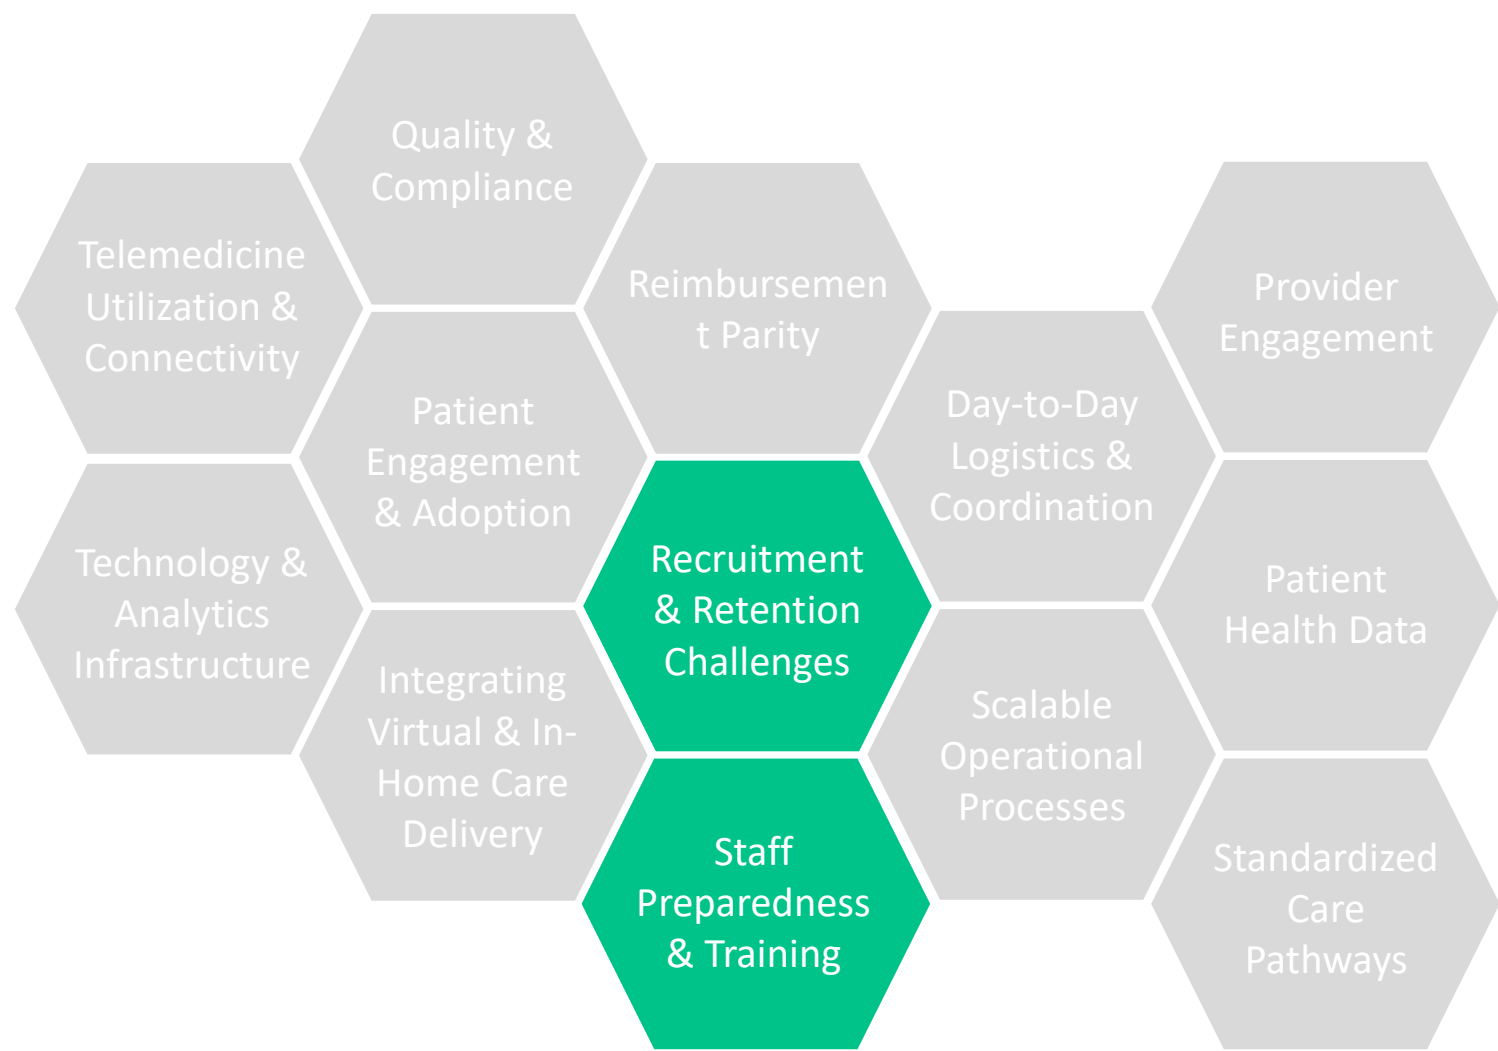 Quality &
Compliance
Telemedicine
Utilization &
Connectivity
Reimbursemen
t Parity
Provider
Engagement
Patient
Engagement
& Adoption
Day-to-Day
Logistics &
Coordination
Technology &
Analytics
Infrastructure
Recruitment
& Retention
Challenges
Patient
Health Data
Integrating
Virtual & In-
Home Care
Delivery
Scalable
Operational
Processes
Staff
Preparedness
& Training
Standardized
Care
Pathways